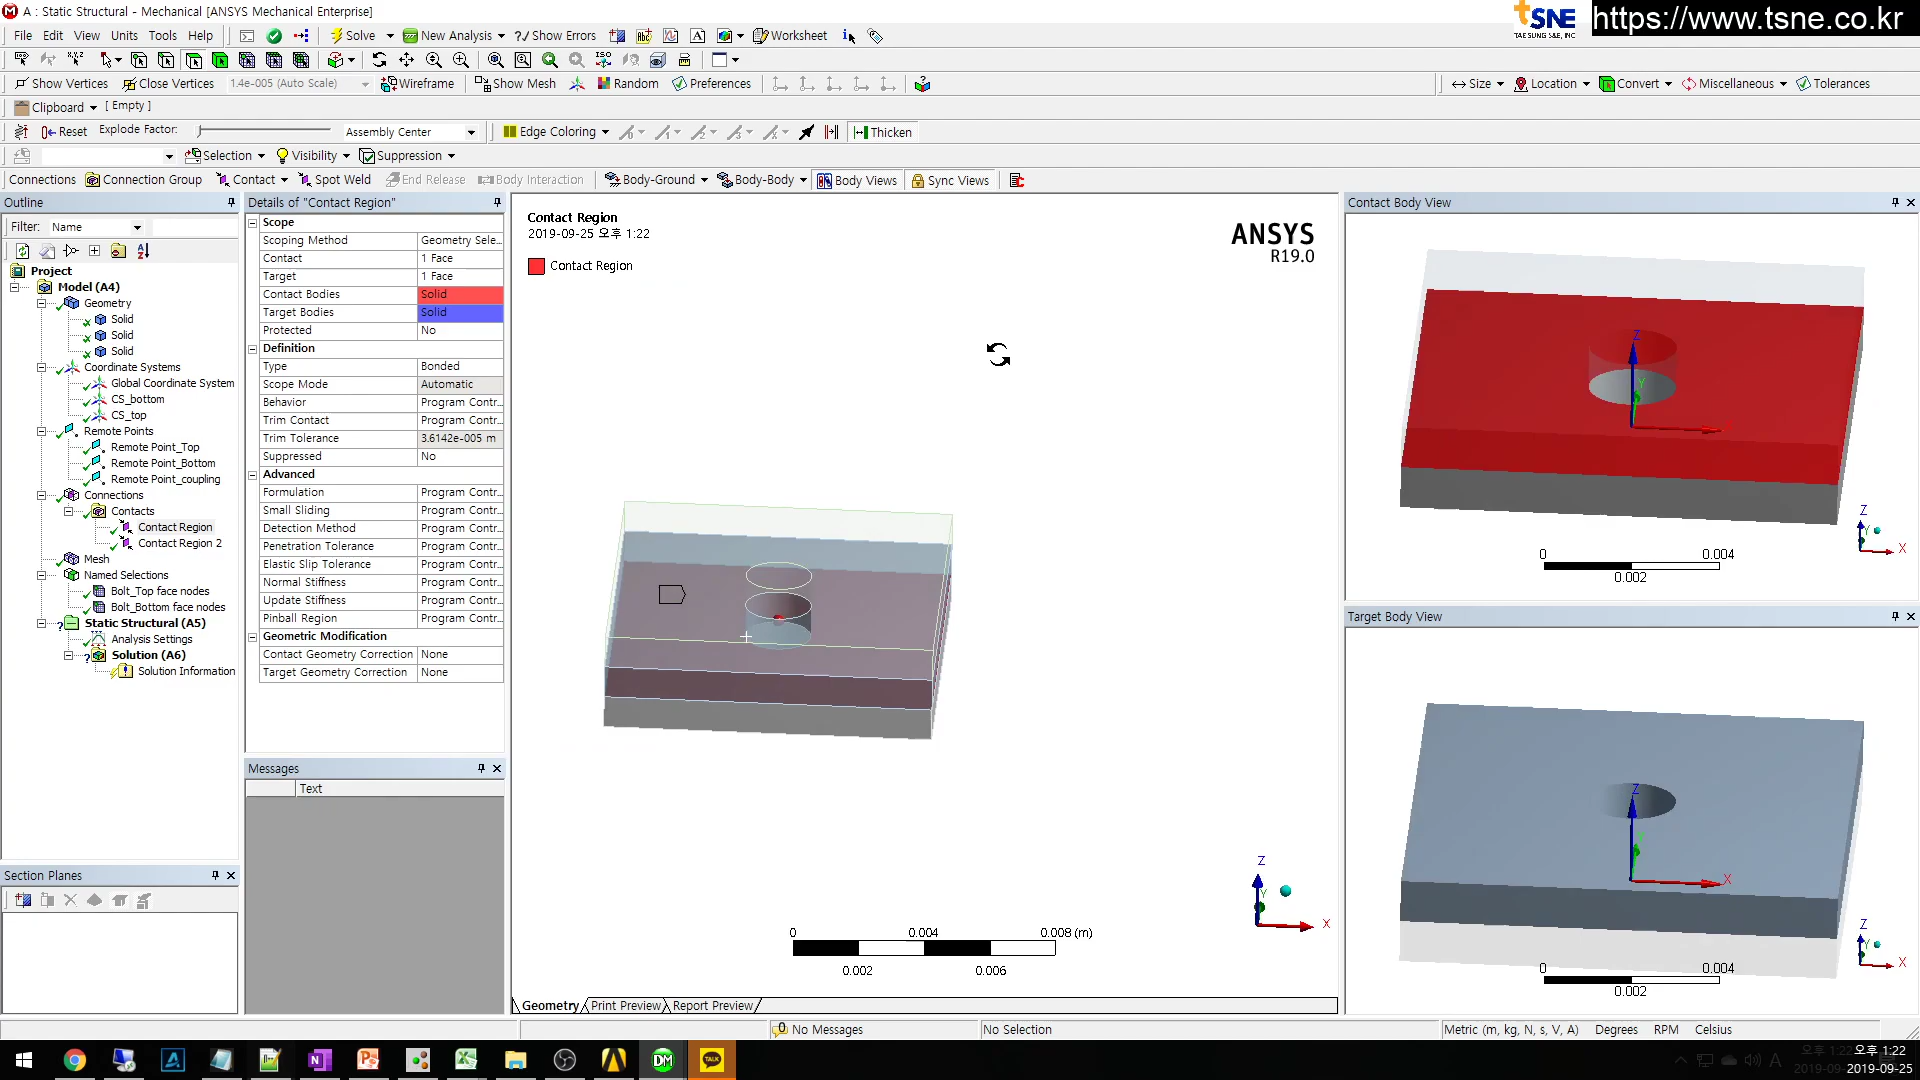 A : Static Structural - Mechanical [ANSYS Mechanical Enterprise]
TSNE
TAE SUNG S&E, INC
https://www.tsne.co.kr
File Edit View Units Tools Help Solve New Analysis ?/ Show Errors Worksheet
Show Vertices Close Vertices 1.4e-005 (Auto Scale) Wireframe Show Mesh Random Preferences Size Location Convert Miscellaneous Tolerances
Clipboard [ Empty ]
Reset Explode Factor: Assembly Center Edge Coloring Thicken
Selection Visibility Suppression
Connections Connection Group Contact Spot Weld End Release Body Interaction Body-Ground Body-Body Body Views Sync Views
Outline
Filter: Name
Project
Model (A4)
Geometry
Solid
Solid
Solid
Coordinate Systems
Global Coordinate System
CS_bottom
CS_top
Remote Points
Remote Point_Top
Remote Point_Bottom
Remote Point_coupling
Connections
Contacts
Contact Region
Contact Region 2
Mesh
Named Selections
Bolt_Top face nodes
Bolt_Bottom face nodes
Static Structural (A5)
Analysis Settings
Solution (A6)
Solution Information
Section Planes
Details of "Contact Region"
Scope
Scoping Method Geometry Sele...
Contact 1 Face
Target 1 Face
Contact Bodies Solid
Target Bodies Solid
Protected No
Definition
Type Bonded
Scope Mode Automatic
Behavior Program Contr...
Trim Contact Program Contr...
Trim Tolerance 3.6142e-005 m
Suppressed No
Advanced
Formulation Program Contr...
Small Sliding Program Contr...
Detection Method Program Contr...
Penetration Tolerance Program Contr...
Elastic Slip Tolerance Program Contr...
Normal Stiffness Program Contr...
Update Stiffness Program Contr...
Pinball Region Program Contr...
Geometric Modification
Contact Geometry Correction None
Target Geometry Correction None
Messages
Text
Contact Region
2019-09-25 오후 1:22
Contact Region
ANSYS
R19.0
Z
Y
X
0 0.004 0.008 (m)
0.002 0.006
Geometry Print Preview Report Preview
Contact Body View
Z
Y
Z
Y
X
0 0.004
0.002
Target Body View
Z
Y
X
Z
Y
X
0 0.004
0.002
0 No Messages No Selection Metric (m, kg, N, s, V, A) Degrees RPM Celsius
DM
TALK
A
오후 1:22
2019-09-25